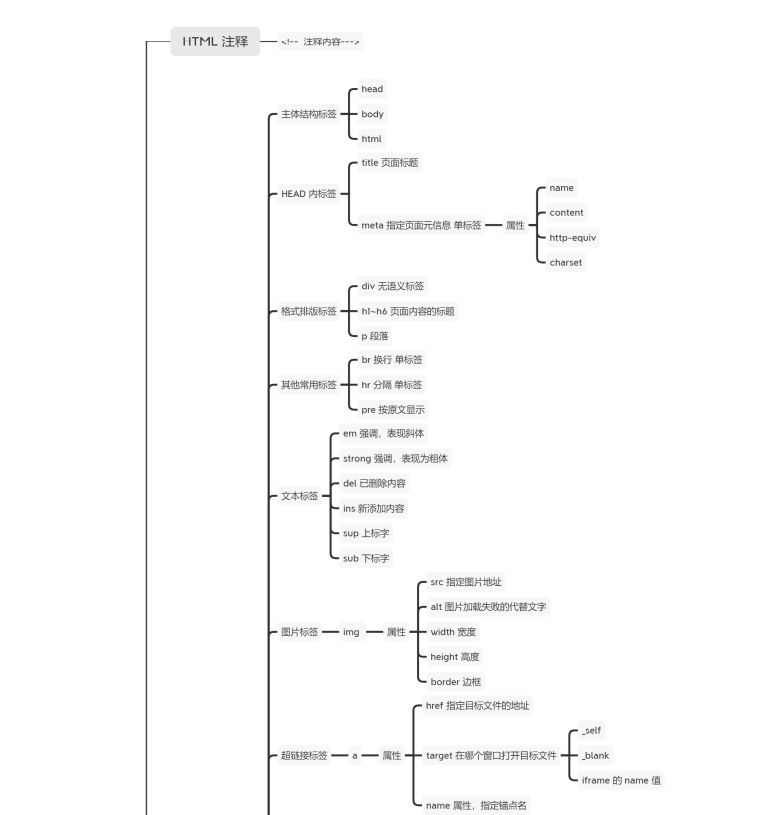 HTML 注释
<!-- 注释内容--->
主体结构标签
head
body
html
HEAD 内标签
title 页面标题
meta 指定页面元信息 单标签
属性
name
content
http-equiv
charset
格式排版标签
div 无语义标签
h1~h6 页面内容的标题
p 段落
其他常用标签
br 换行 单标签
hr 分隔 单标签
pre 按原文显示
文本标签
em 强调，表现斜体
strong 强调，表现为粗体
del 已删除内容
ins 新添加内容
sup 上标字
sub 下标字
图片标签
img
属性
src 指定图片地址
alt 图片加载失败的代替文字
width 宽度
height 高度
border 边框
超链接标签
a
属性
href 指定目标文件的地址
target 在哪个窗口打开目标文件
_self
_blank
iframe 的 name 值
name 属性，指定锚点名